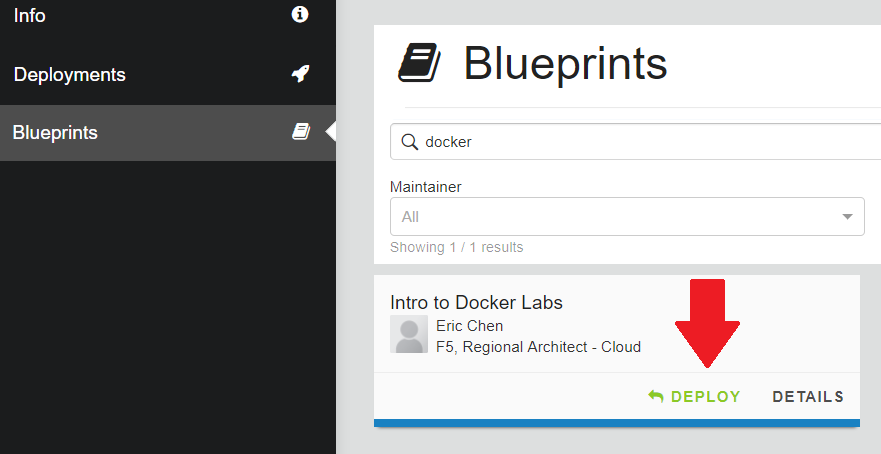 Info
Deployments
Blueprints
Blueprints
docker
Maintainer
All
Showing 1 / 1 results
Intro to Docker Labs
Eric Chen
F5, Regional Architect - Cloud
DEPLOY DETAILS